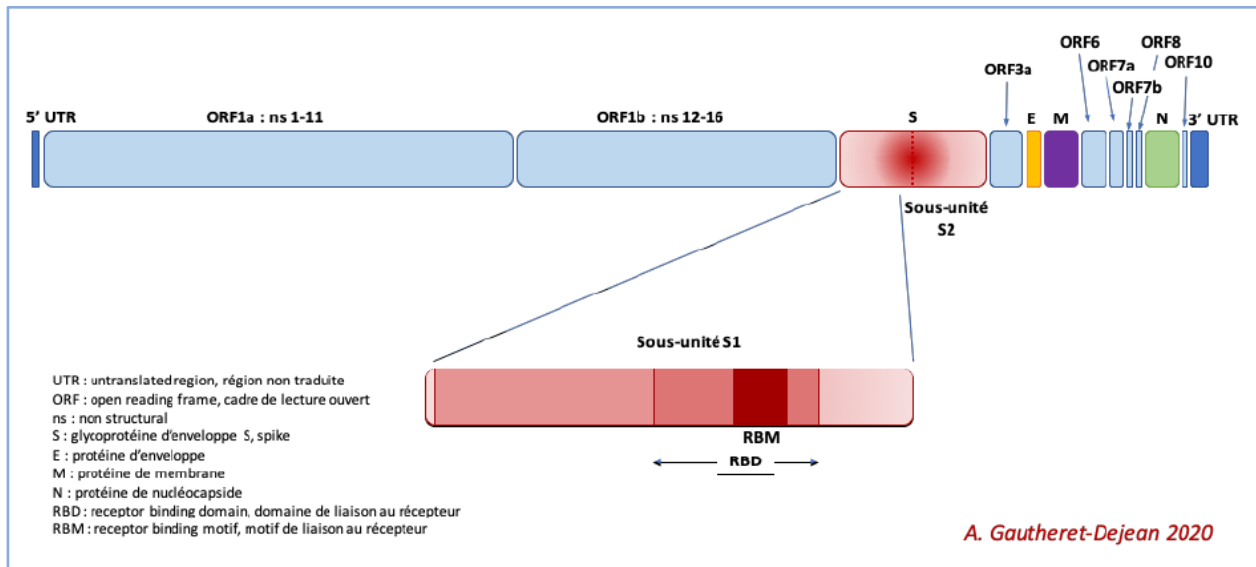 ORF6
ORF8
ORF3a
ORF7a
ORF10
ORF7b
5' UTR
ORF1a : ns 1-11
ORF1b : ns 12-16
S
E
M
N
3' UTR
Sous-unité
S2
Sous-unité S1
UTR : untranslated region, région non traduite
ORF : open reading frame, cadre de lecture ouvert
ns : non structural
S : glycoprotéine d'enveloppe S, spike
E : protéine d'enveloppe
M : protéine de membrane
N : protéine de nucléocapside
RBD : receptor binding domain, domaine de liaison au récepteur
RBM : receptor binding motif, motif de liaison au récepteur
RBM
RBD
A. Gautheret-Dejean 2020